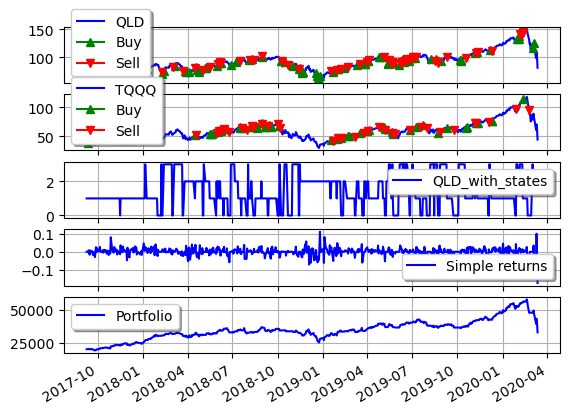 QLD
Buy
Sell
150
100
TQQQ
Buy
Sell
100
50
QLD_with_states
2
0
Simple returns
0.1
0.0
−0.1
Portfolio
50000
25000
2017-10 2018-01 2018-04 2018-07 2018-10 2019-01 2019-04 2019-07 2019-10 2020-01 2020-04